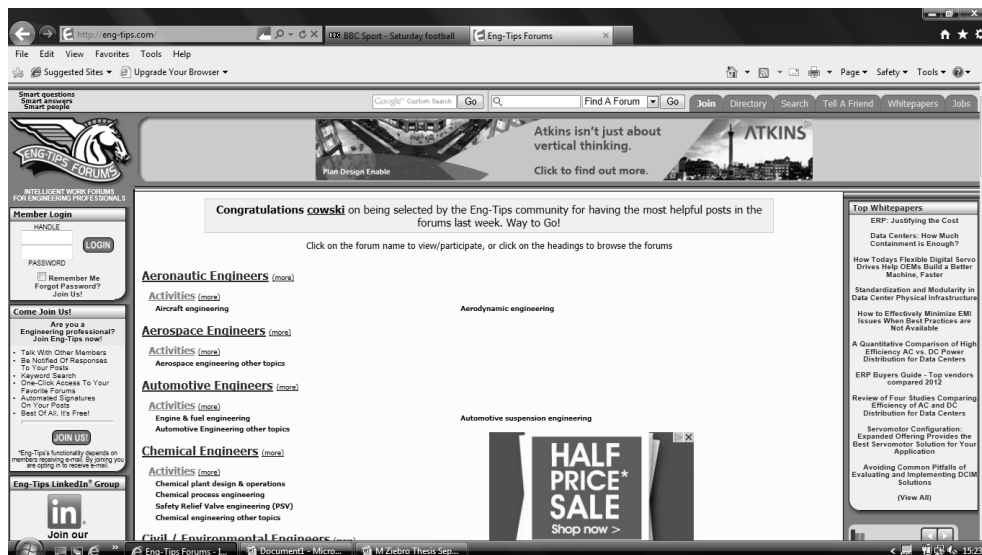 http://eng-tips.com/
BBC Sport - Saturday football
Eng-Tips Forums
File Edit View Favorites Tools Help
Suggested Sites
Upgrade Your Browser
Page Safety Tools
Smart questions
Smart answers
Smart people
Google™ Custom Search Go
Find A Forum Go
Join Directory Search Tell A Friend Whitepapers Jobs
ENG-TIPS FORUMS
INTELLIGENT WORK FORUMS
FOR ENGINEERING PROFESSIONALS
Plan Design Enable
Atkins isn't just about
vertical thinking.
Click to find out more.
ATKINS
Member Login
HANDLE
LOGIN
PASSWORD
Remember Me
Forgot Password?
Join Us!
Come Join Us!
Are you a
Engineering professional?
Join Eng-Tips now!
Talk With Other Members
Be Notified Of Responses
To Your Posts
Keyword Search
One-Click Access To Your
Favorite Forums
Automated Signatures
On Your Posts
Best Of All, It's Free!
JOIN US!
*Eng-Tips's functionality depends on
members receiving e-mail. By joining you
are opting in to receive e-mail.
Eng-Tips LinkedIn® Group
in
Join our
Congratulations cowski on being selected by the Eng-Tips community for having the most helpful posts in the
forums last week. Way to Go!
Click on the forum name to view/participate, or click on the headings to browse the forums
Aeronautic Engineers (more)
Activities (more)
Aircraft engineering
Aerodynamic engineering
Aerospace Engineers (more)
Activities (more)
Aerospace engineering other topics
Automotive Engineers (more)
Activities (more)
Engine & fuel engineering
Automotive suspension engineering
Automotive Engineering other topics
Chemical Engineers (more)
Activities (more)
Chemical plant design & operations
Chemical process engineering
Safety Relief Valve engineering (PSV)
Chemical engineering other topics
Civil / Environmental Engineers (more)
HALF
PRICE*
SALE
Shop now >
Top Whitepapers
ERP: Justifying the Cost
Data Centers: How Much
Containment is Enough?
How Todays Flexible Digital Servo
Drives Help OEMs Build a Better
Machine, Faster
Standardization and Modularity in
Data Center Physical Infrastructure
How to Effectively Minimize EMI
Issues When Best Practices are
Not Available
A Quantitative Comparison of High
Efficiency AC vs. DC Power
Distribution for Data Centers
ERP Buyers Guide - Top vendors
compared 2012
Review of Four Studies Comparing
Efficiency of AC and DC
Distribution for Data Centers
Servomotor Configuration:
Expanded Offering Provides the
Best Servomotor Solution for Your
Application
Avoiding Common Pitfalls of
Evaluating and Implementing DCIM
Solutions
(View All)
Eng-Tips Forums - I...
Document1 - Micro...
M Ziebro Thesis Sep...
15:23